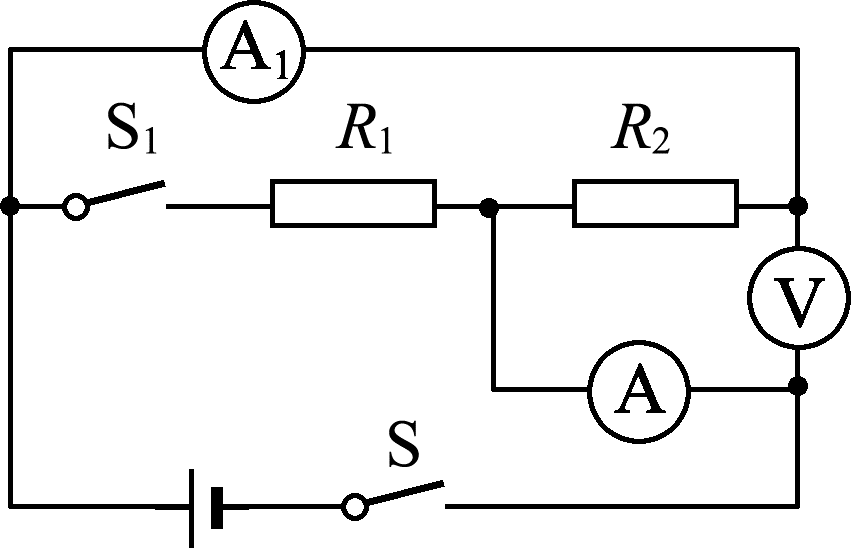 A₁
S₁
R₁
R₂
V
A
S